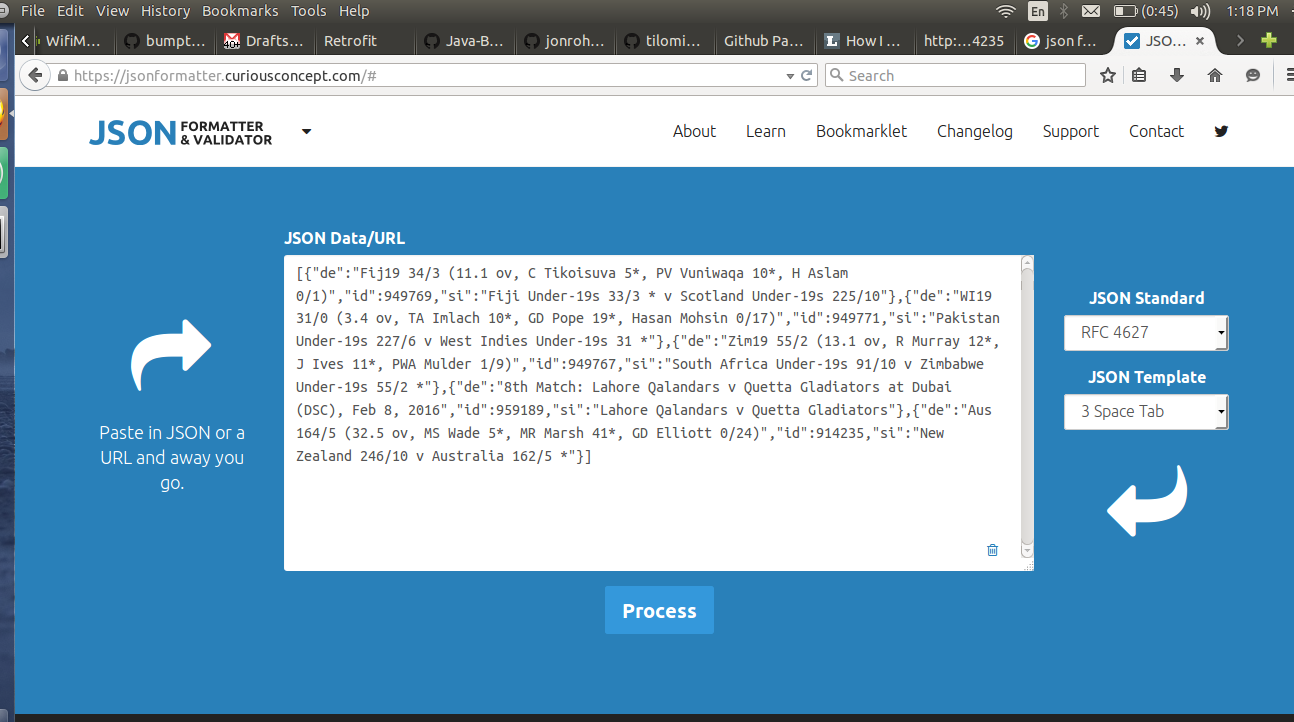 File Edit View History Bookmarks Tools Help
En (0:45) 1:18 PM
WifiM... bumpt... 40+ Drafts... Retrofit Java-B... jonroh... tilomi... Github Pa... L How I ... http:...4235 G json f... JSO... ×
https://jsonformatter.curiousconcept.com/# Search
JSON FORMATTER
& VALIDATOR
About Learn Bookmarklet Changelog Support Contact
JSON Data/URL
[{"de":"Fij19 34/3 (11.1 ov, C Tikoisuva 5*, PV Vuniwaqa 10*, H Aslam
0/1)","id":949769,"si":"Fiji Under-19s 33/3 * v Scotland Under-19s 225/10"},{"de":"WI19
31/0 (3.4 ov, TA Imlach 10*, GD Pope 19*, Hasan Mohsin 0/17)","id":949771,"si":"Pakistan
Under-19s 227/6 v West Indies Under-19s 31 *"},{"de":"Zim19 55/2 (13.1 ov, R Murray 12*,
J Ives 11*, PWA Mulder 1/9)","id":949767,"si":"South Africa Under-19s 91/10 v Zimbabwe
Under-19s 55/2 *"},{"de":"8th Match: Lahore Qalandars v Quetta Gladiators at Dubai
(DSC), Feb 8, 2016","id":959189,"si":"Lahore Qalandars v Quetta Gladiators"},{"de":"Aus
164/5 (32.5 ov, MS Wade 5*, MR Marsh 41*, GD Elliott 0/24)","id":914235,"si":"New
Zealand 246/10 v Australia 162/5 *"}]
Paste in JSON or a
URL and away you
go.
JSON Standard
RFC 4627
JSON Template
3 Space Tab
Process